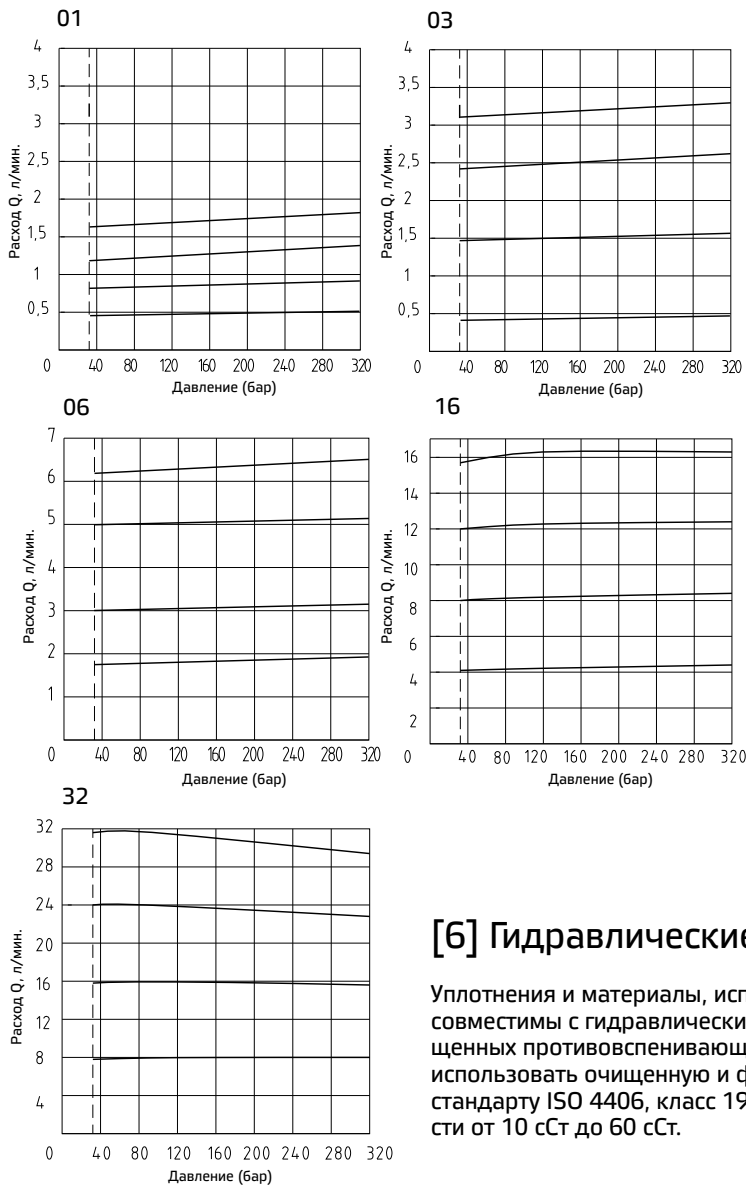 01
4
3,5
3
2,5
2
1,5
1
0,5
0 40 80 120 160 200 240 280 320
Расход Q, л/мин.
Давление (бар)
03
4
3,5
3
2,5
2
1,5
1
0,5
0 40 80 120 160 200 240 280 320
Расход Q, л/мин.
Давление (бар)
06
7
6
5
4
3
2
1
0 40 80 120 160 200 240 280 320
Расход Q, л/мин.
Давление (бар)
16
16
14
12
10
8
6
4
2
0 40 80 120 160 200 240 280 320
Расход Q, л/мин.
Давление (бар)
32
32
28
24
20
16
12
8
4
0 40 80 120 160 200 240 280 320
Расход Q, л/мин.
Давление (бар)
[6] Гидравлические
Уплотнения и материалы, исп
совместимы с гидравлически
щенных противовспенивающ
использовать очищенную и ф
стандарту ISO 4406, класс 19
сти от 10 сСт до 60 сСт.